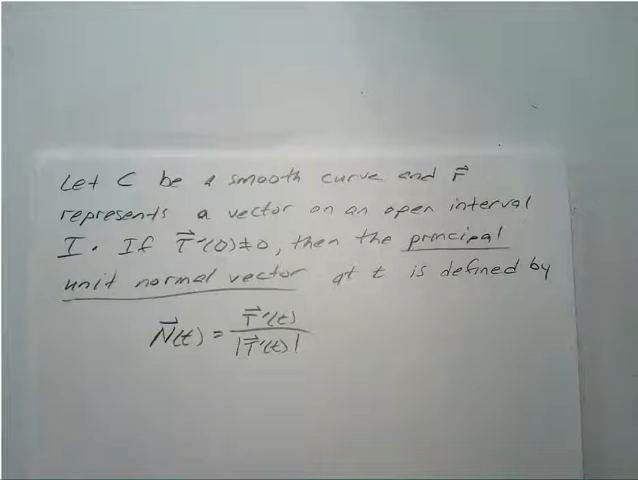 Let C be a smooth curve and r⃗
represents a vector on an open interval
I. If T⃗'(0)≠0, then the principal
unit normal vector at t is defined by
N⃗(t) = T⃗'(t) / |T⃗'(t)|